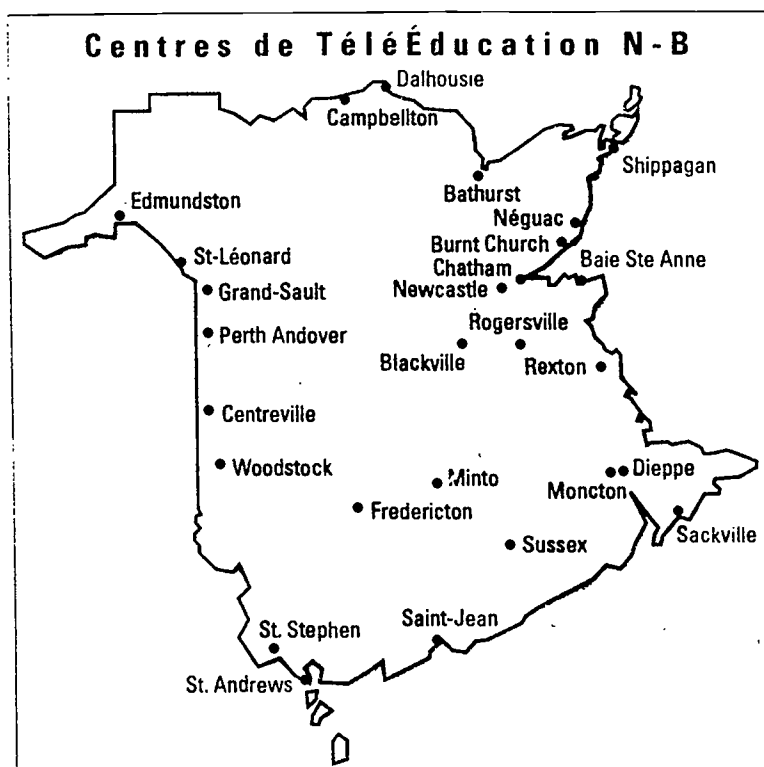 Centres de TéléÉducation N-B
Dalhousie
Campbellton
Shippagan
Bathurst
Edmundston
Néguac
Burnt Church
St-Léonard
Baie Ste Anne
Chatham
Newcastle
Grand-Sault
Rogersville
Perth Andover
Blackville
Rexton
Centreville
Woodstock
Minto
Dieppe
Moncton
Fredericton
Sackville
Sussex
Saint-Jean
St. Stephen
St. Andrews